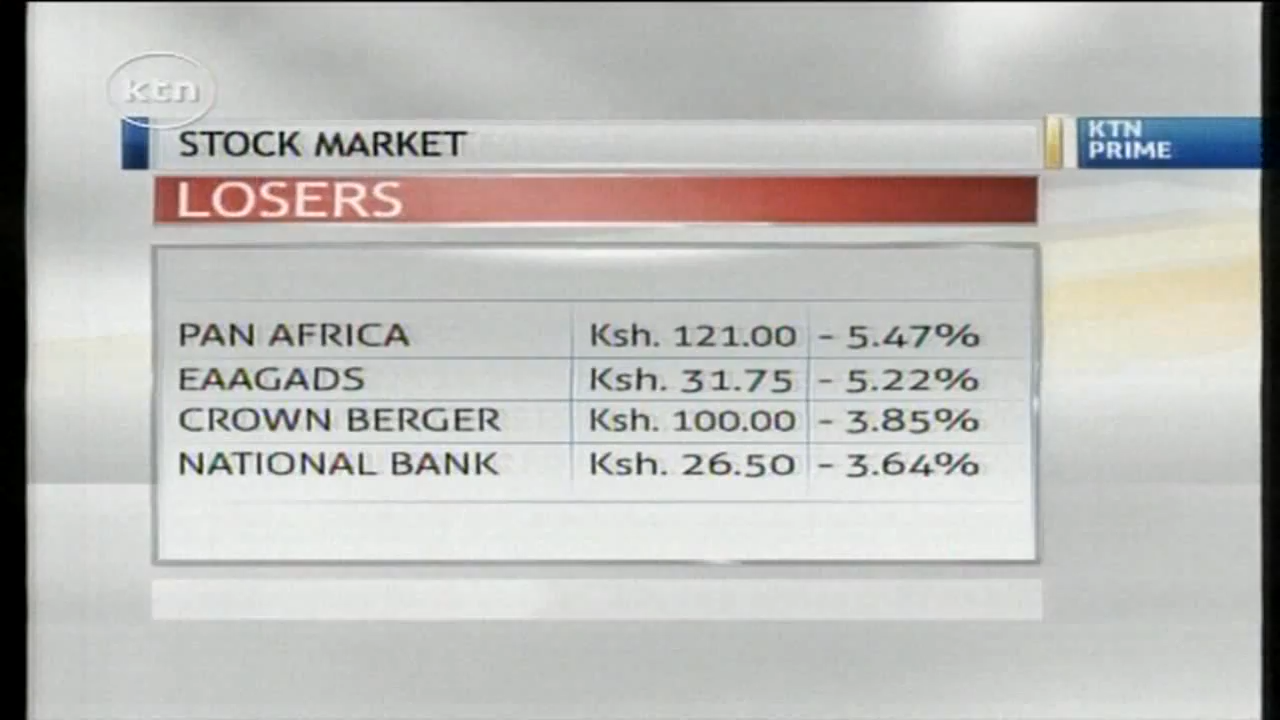 ktn
STOCK MARKET
KTN
PRIME
LOSERS
PAN AFRICA Ksh. 121.00 - 5.47%
EAAGADS Ksh. 31.75 - 5.22%
CROWN BERGER Ksh. 100.00 - 3.85%
NATIONAL BANK Ksh. 26.50 - 3.64%